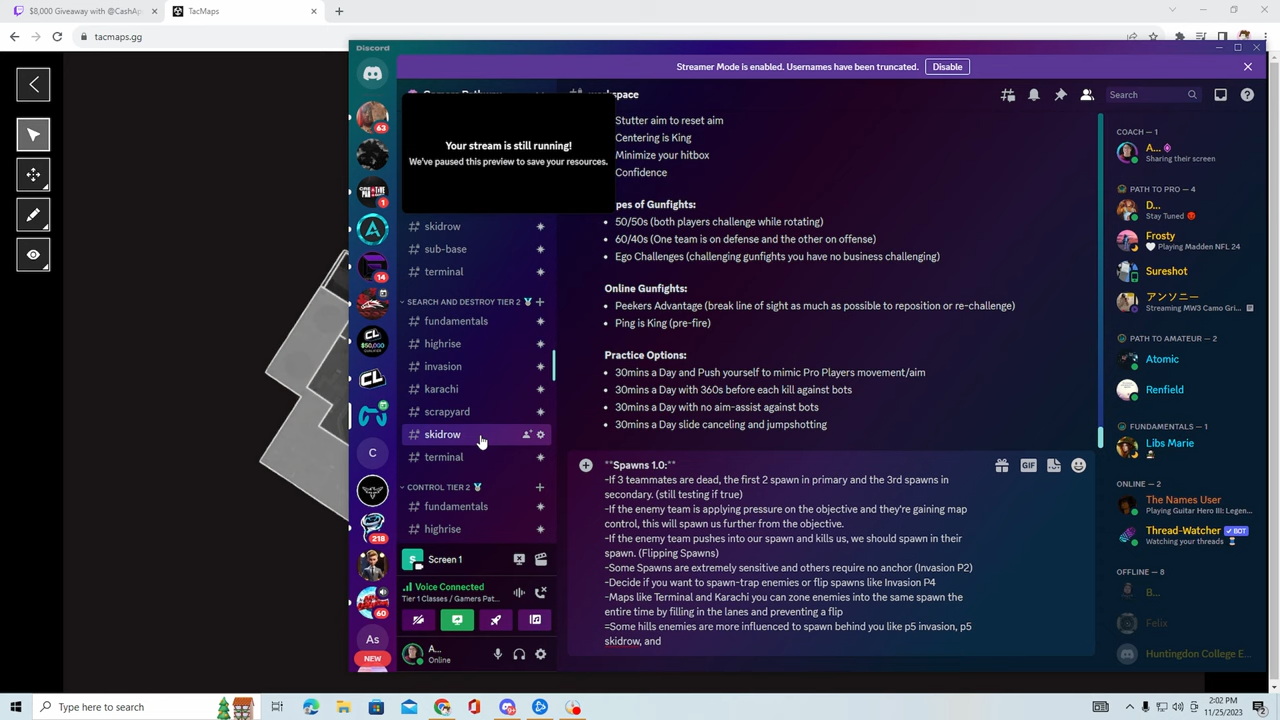 $8,000 Giveaway with @CashAp
TacMaps
tacmaps.gg
Discord
Streamer Mode is enabled. Usernames have been truncated.
Disable
Search
Your stream is still running!
We've paused this preview to save your resources.
skidrow
sub-base
terminal
SEARCH AND DESTROY TIER 2
fundamentals
highrise
invasion
karachi
scrapyard
skidrow
terminal
CONTROL TIER 2
fundamentals
highrise
Screen 1
Voice Connected
Tier 1 Classes / Gamers Pat...
A...
Online
63
1
14
CL
$50,000
CL
C
218
60
As
NEW
Stutter aim to reset aim
Centering is King
Minimize your hitbox
Confidence
pes of Gunfights:
• 50/50s (both players challenge while rotating)
• 60/40s (One team is on defense and the other on offense)
• Ego Challenges (challenging gunfights you have no business challenging)
Online Gunfights:
• Peekers Advantage (break line of sight as much as possible to reposition or re-challenge)
• Ping is King (pre-fire)
Practice Options:
• 30mins a Day and Push yourself to mimic Pro Players movement/aim
• 30mins a Day with 360s before each kill against bots
• 30mins a Day with no aim-assist against bots
• 30mins a Day slide canceling and jumpshotting
**Spawns 1.0:**
-If 3 teammates are dead, the first 2 spawn in primary and the 3rd spawns in
secondary. (still testing if true)
-If the enemy team is applying pressure on the objective and they're gaining map
control, this will spawn us further from the objective.
-If the enemy team pushes into our spawn and kills us, we should spawn in their
spawn. (Flipping Spawns)
-Some Spawns are extremely sensitive and others require no anchor (Invasion P2)
-Decide if you want to spawn-trap enemies or flip spawns like Invasion P4
-Maps like Terminal and Karachi you can zone enemies into the same spawn the
entire time by filling in the lanes and preventing a flip
=Some hills enemies are more influenced to spawn behind you like p5 invasion, p5
skidrow, and
GIF
COACH — 1
A...
Sharing their screen
PATH TO PRO — 4
D...
Stay Tuned
Frosty
Playing Madden NFL 24
Sureshot
アンソニー
Streaming MW3 Camo Gri...
PATH TO AMATEUR — 2
Atomic
Renfield
FUNDAMENTALS — 1
Libs Marie
ONLINE — 2
The Names User
Playing Guitar Hero III: Legen...
Thread-Watcher
BOT
Watching your threads
OFFLINE — 8
B...
Felix
Huntingdon College E...
Type here to search
2:02 PM
11/25/2023
2